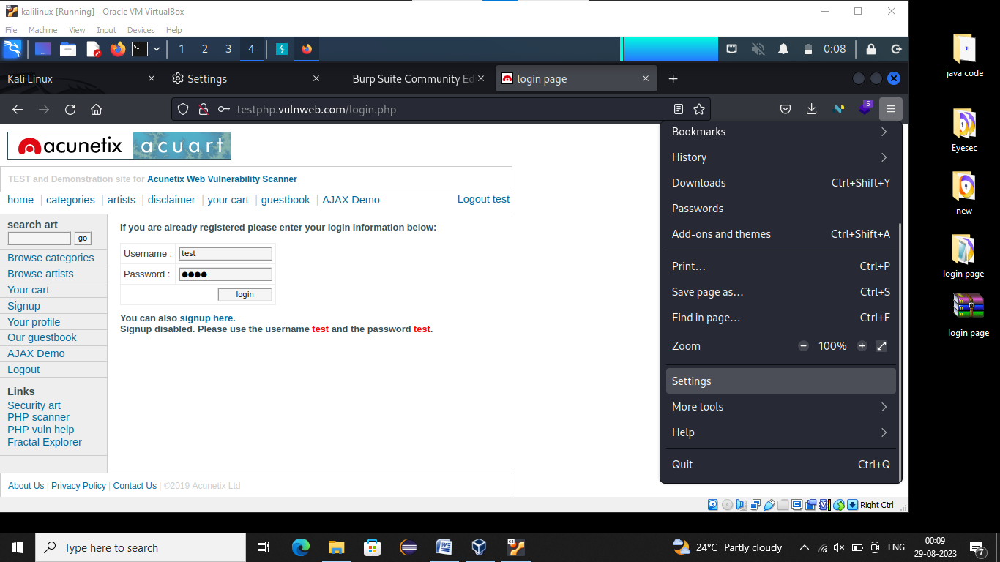 kalilinux [Running] - Oracle VM VirtualBox
File Machine View Input Devices Help
1 2 3 4 0:08
Kali Linux Settings Burp Suite Community Ed login page
testphp.vulnweb.com/login.php 5
acunetix acuart
TEST and Demonstration site for Acunetix Web Vulnerability Scanner
home | categories | artists | disclaimer | your cart | guestbook | AJAX Demo Logout test
search art
go
Browse categories
Browse artists
Your cart
Signup
Your profile
Our guestbook
AJAX Demo
Logout
Links
Security art
PHP scanner
PHP vuln help
Fractal Explorer
If you are already registered please enter your login information below:
Username : test
Password : ●●●●
login
You can also signup here.
Signup disabled. Please use the username test and the password test.
About Us | Privacy Policy | Contact Us | ©2019 Acunetix Ltd
Bookmarks
History
Downloads Ctrl+Shift+Y
Passwords
Add-ons and themes Ctrl+Shift+A
Print… Ctrl+P
Save page as… Ctrl+S
Find in page… Ctrl+F
Zoom − 100% +
Settings
More tools
Help
Quit Ctrl+Q
Right Ctrl
java code
Eyesec
new
login page
login page
Type here to search
24°C Partly cloudy ENG
00:09
29-08-2023
7